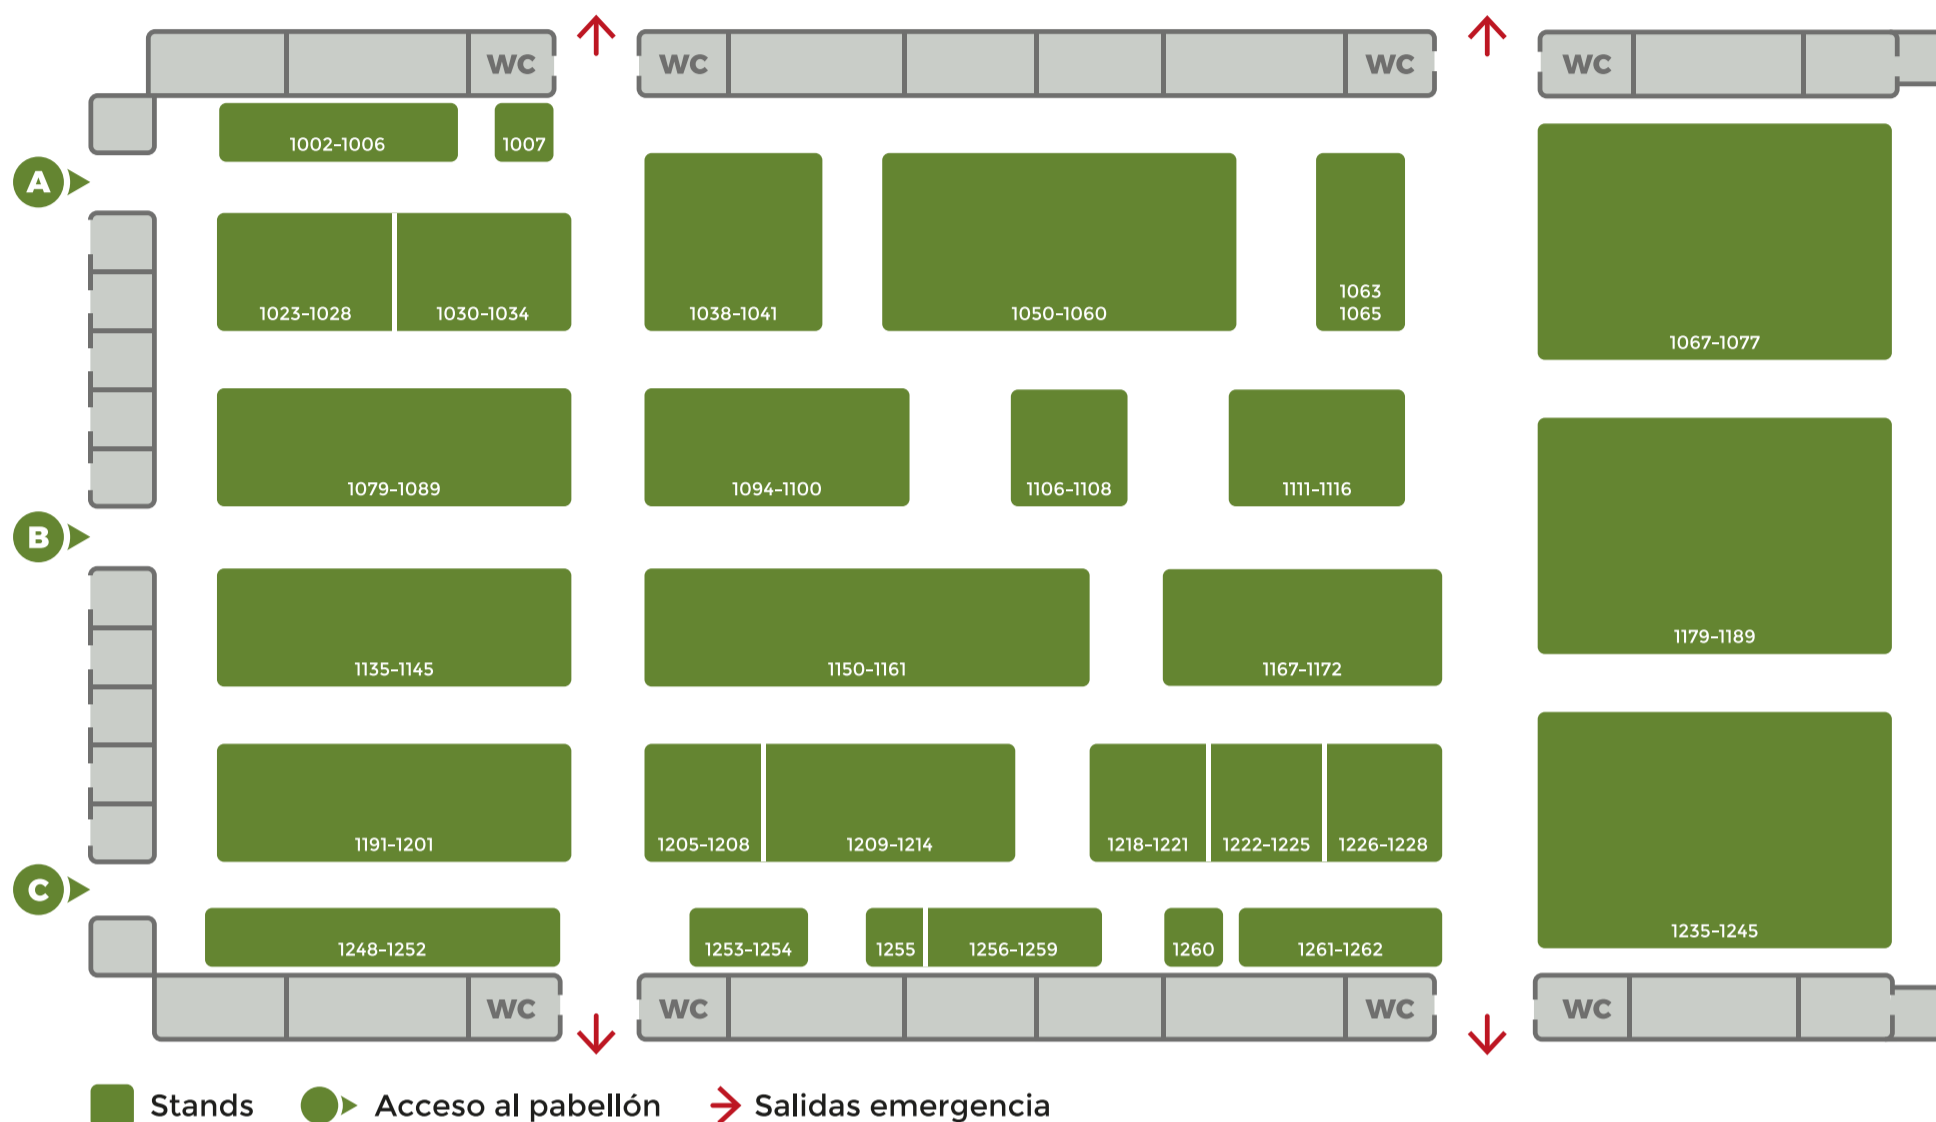 WC
WC
WC
WC
1002-1006
1007
A
1023-1028
1030-1034
1038-1041
1050-1060
1063
1065
1067-1077
1079-1089
1094-1100
1106-1108
1111-1116
B
1135-1145
1150-1161
1167-1172
1179-1189
1191-1201
1205-1208
1209-1214
1218-1221
1222-1225
1226-1228
C
1235-1245
1248-1252
1253-1254
1255
1256-1259
1260
1261-1262
WC
WC
WC
WC
Stands
Acceso al pabellón
Salidas emergencia